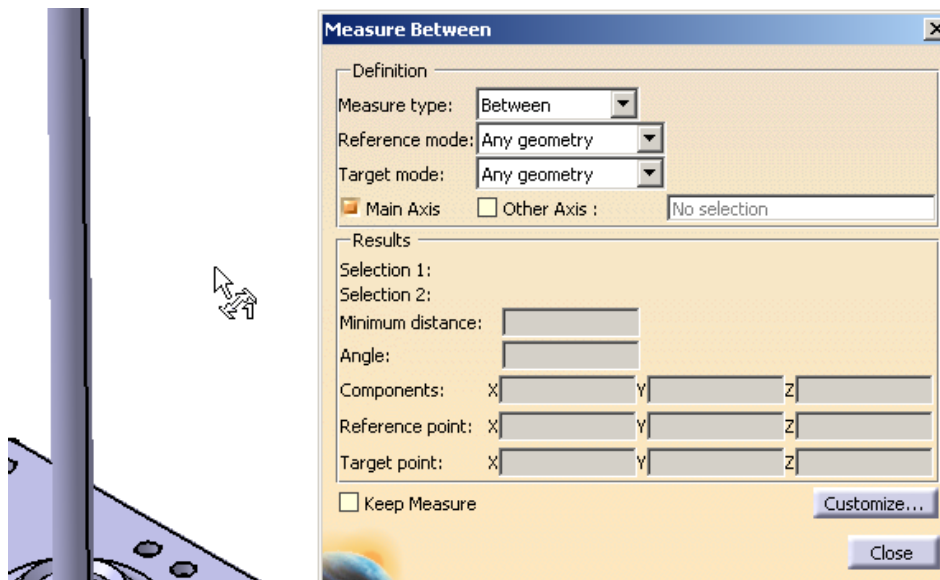 Measure Between
Definition
Measure type: Between
Reference mode: Any geometry
Target mode: Any geometry
Main Axis Other Axis : No selection
Results
Selection 1:
Selection 2:
Minimum distance:
Angle:
Components: X Y Z
Reference point: X Y Z
Target point: X Y Z
Keep Measure Customize...
Close
1